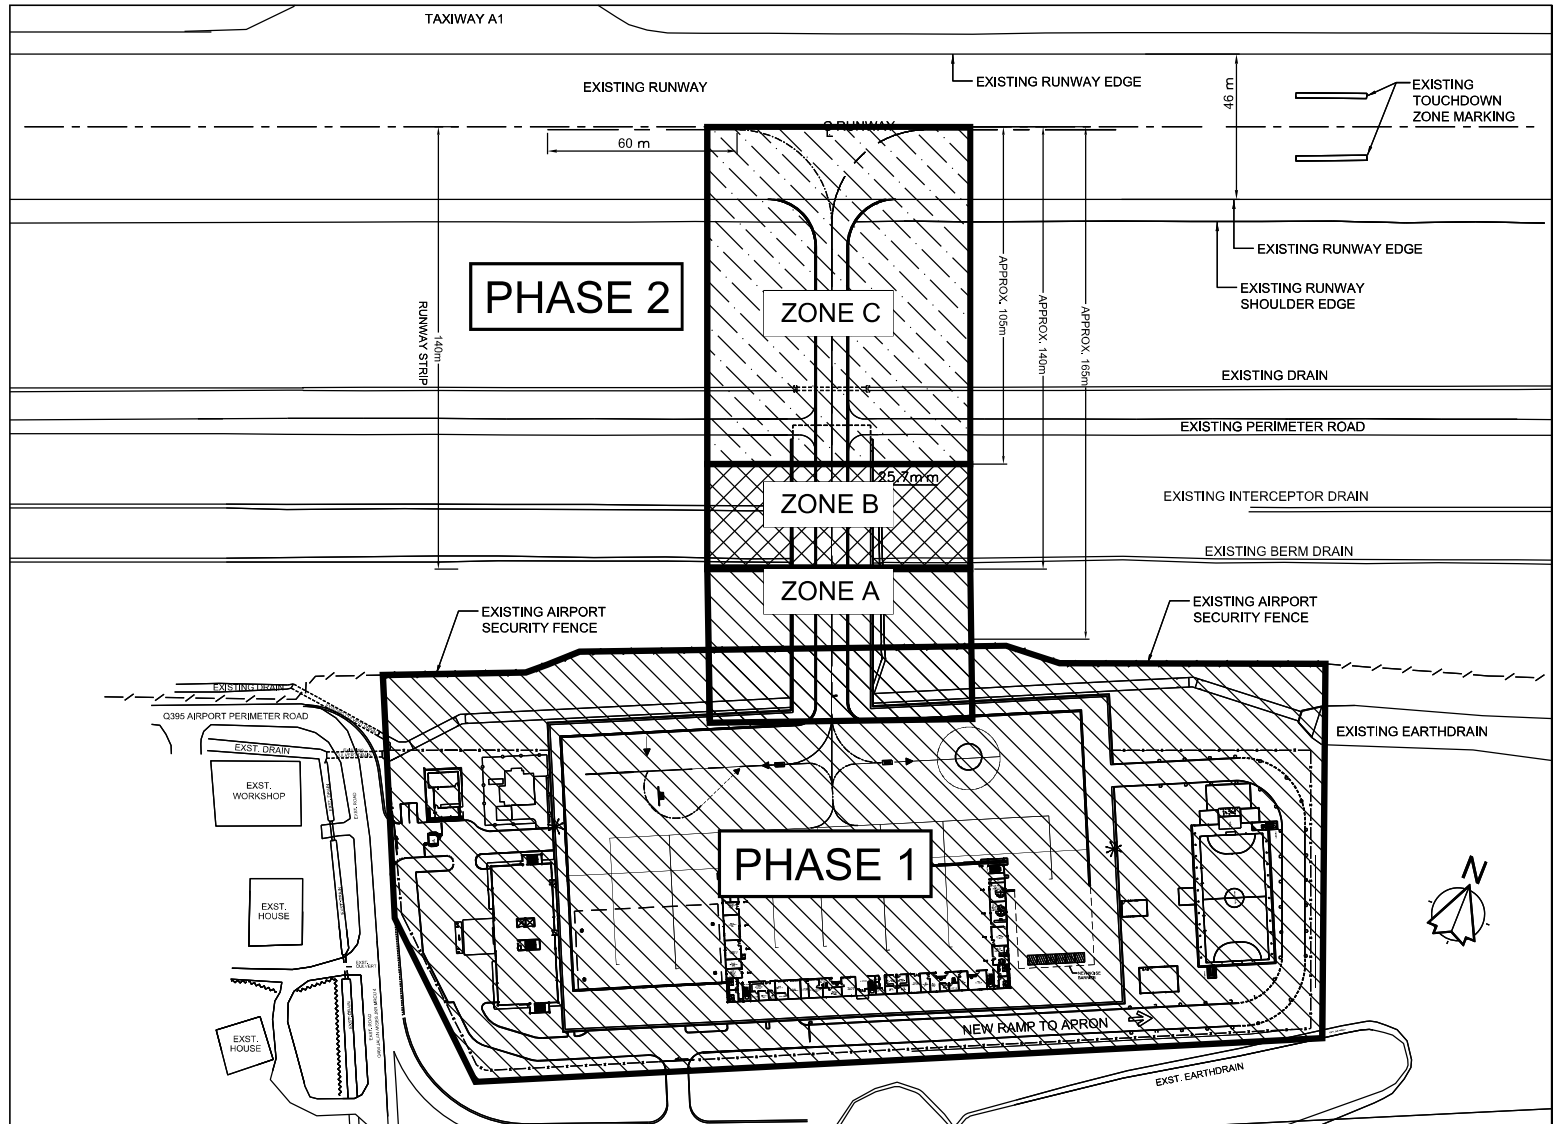 TAXIWAY A1
EXISTING RUNWAY
EXISTING RUNWAY EDGE
46 m
EXISTING
TOUCHDOWN
ZONE MARKING
RUNWAY
60 m
EXISTING RUNWAY EDGE
EXISTING RUNWAY
SHOULDER EDGE
PHASE 2
ZONE C
APPROX. 105m
APPROX. 140m
APPROX. 165m
140m
RUNWAY STRIP
EXISTING DRAIN
EXISTING PERIMETER ROAD
25.7m m
ZONE B
EXISTING INTERCEPTOR DRAIN
EXISTING BERM DRAIN
ZONE A
EXISTING AIRPORT
SECURITY FENCE
EXISTING AIRPORT
SECURITY FENCE
EXISTING DRAIN
Q395 AIRPORT PERIMETER ROAD
EXST. DRAIN
EXISTING EARTHDRAIN
EXST.
WORKSHOP
PHASE 1
N
EXST.
HOUSE
EXST.
HOUSE
NEW RAMP TO APRON
EXST. EARTHDRAIN